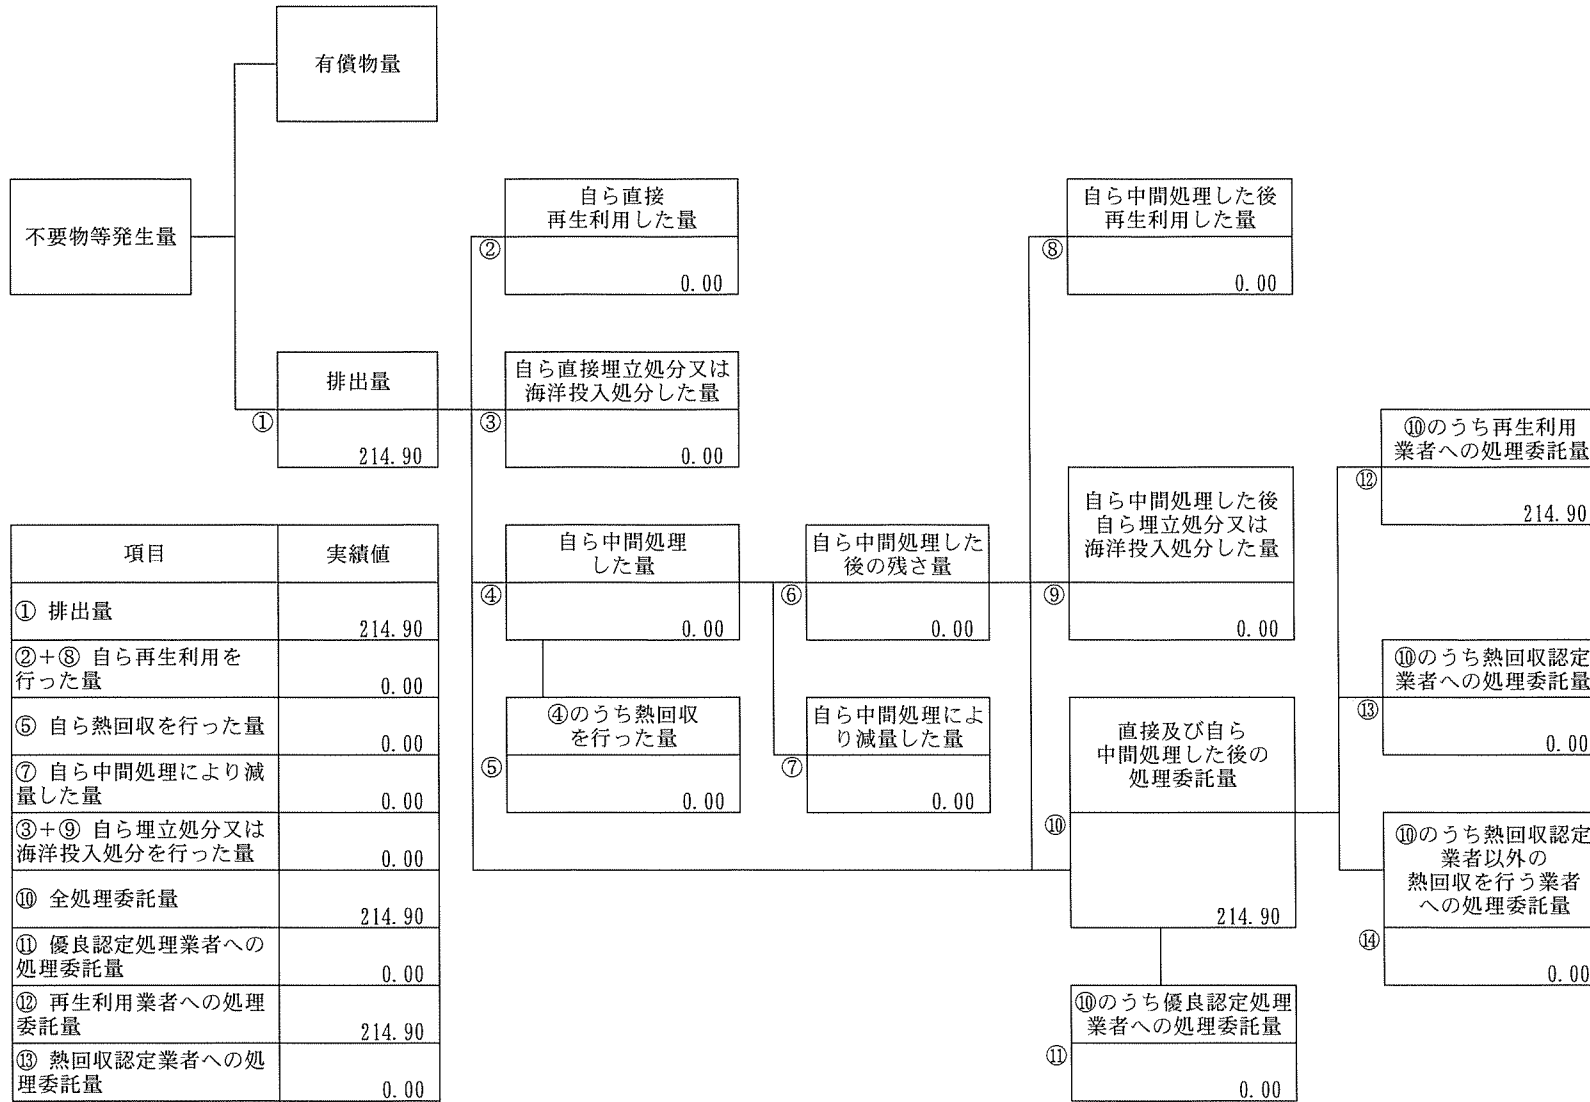 有償物量
不要物等発生量
自ら直接
再生利用した量
②
0.00
自ら中間処理した後
再生利用した量
⑧
0.00
排出量
①
214.90
自ら直接埋立処分又は
海洋投入処分した量
③
0.00
⑩のうち再生利用
業者への処理委託量
⑫
214.90
自ら中間処理
した量
④
0.00
自ら中間処理した
後の残さ量
⑥
0.00
自ら中間処理した後
自ら埋立処分又は
海洋投入処分した量
⑨
0.00
⑩のうち熱回収認定
業者への処理委託量
⑬
0.00
④のうち熱回収
を行った量
⑤
0.00
自ら中間処理によ
り減量した量
⑦
0.00
直接及び自ら
中間処理した後の
処理委託量
⑩
214.90
⑩のうち熱回収認定
業者以外の
熱回収を行う業者
への処理委託量
⑭
0.00
⑩のうち優良認定処理
業者への処理委託量
⑪
0.00
項目 実績値
① 排出量
214.90
②+⑧ 自ら再生利用を
行った量 0.00
⑤ 自ら熱回収を行った量
0.00
⑦ 自ら中間処理により減
量した量 0.00
③+⑨ 自ら埋立処分又は
海洋投入処分を行った量 0.00
⑩ 全処理委託量
214.90
⑪ 優良認定処理業者への
処理委託量 0.00
⑫ 再生利用業者への処理
委託量 214.90
⑬ 熱回収認定業者への処
理委託量 0.00